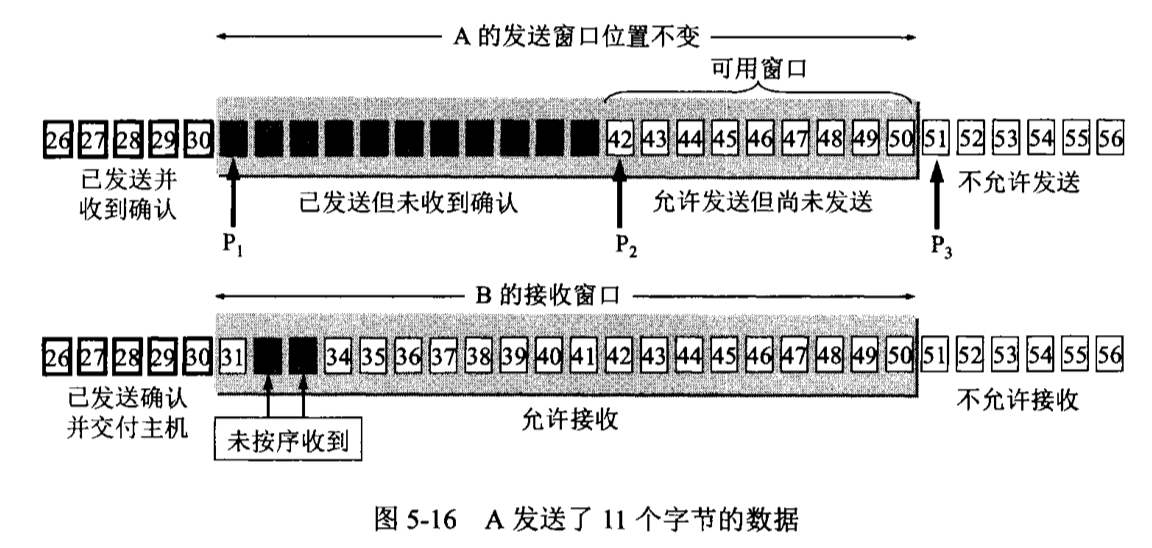 A 的发送窗口位置不变
可用窗口
26 27 28 29 30 42 43 44 45 46 47 48 49 50 51 52 53 54 55 56
已发送并
收到确认
已发送但未收到确认
允许发送但尚未发送
不允许发送
P1 P2 P3
B 的接收窗口
26 27 28 29 30 31 34 35 36 37 38 39 40 41 42 43 44 45 46 47 48 49 50 51 52 53 54 55 56
已发送确认
并交付主机
未按序收到
允许接收
不允许接收
图 5-16 A 发送了 11 个字节的数据